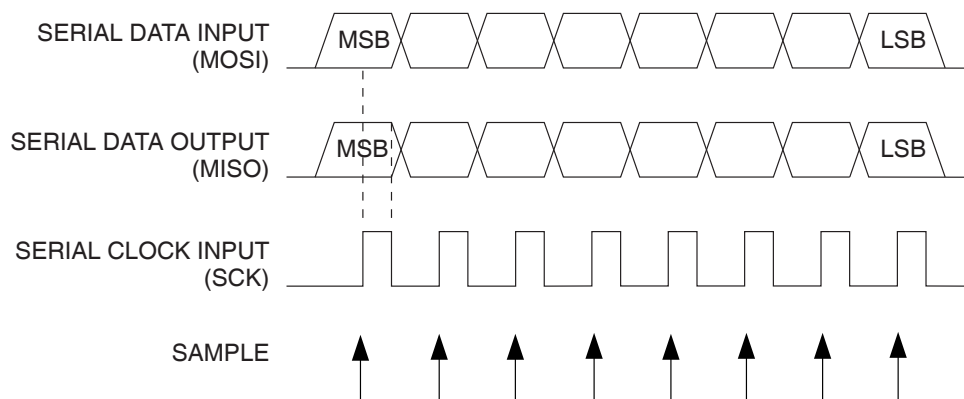 SERIAL DATA INPUT
(MOSI)
MSB
LSB
SERIAL DATA OUTPUT
(MISO)
MSB
LSB
SERIAL CLOCK INPUT
(SCK)
SAMPLE